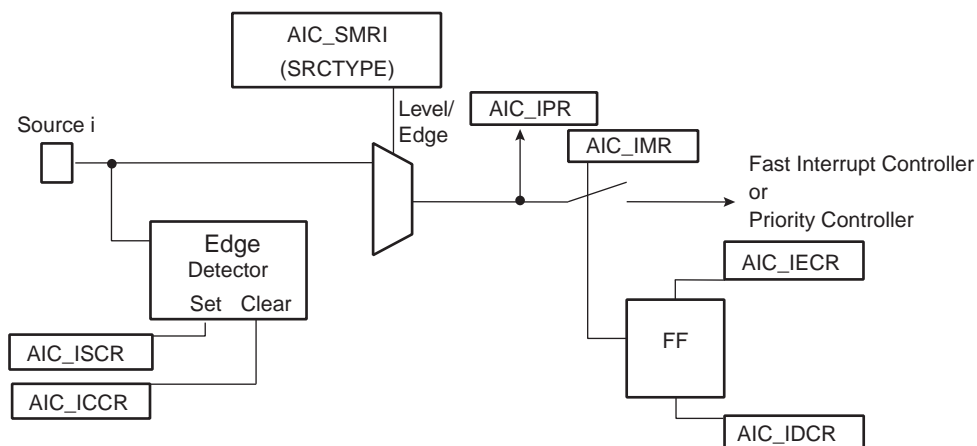 AIC_SMRI
(SRCTYPE)
Level/
Edge
AIC_IPR
Source i
AIC_IMR
Fast Interrupt Controller
or
Priority Controller
Edge
Detector
Set Clear
AIC_IECR
FF
AIC_ISCR
AIC_ICCR
AIC_IDCR